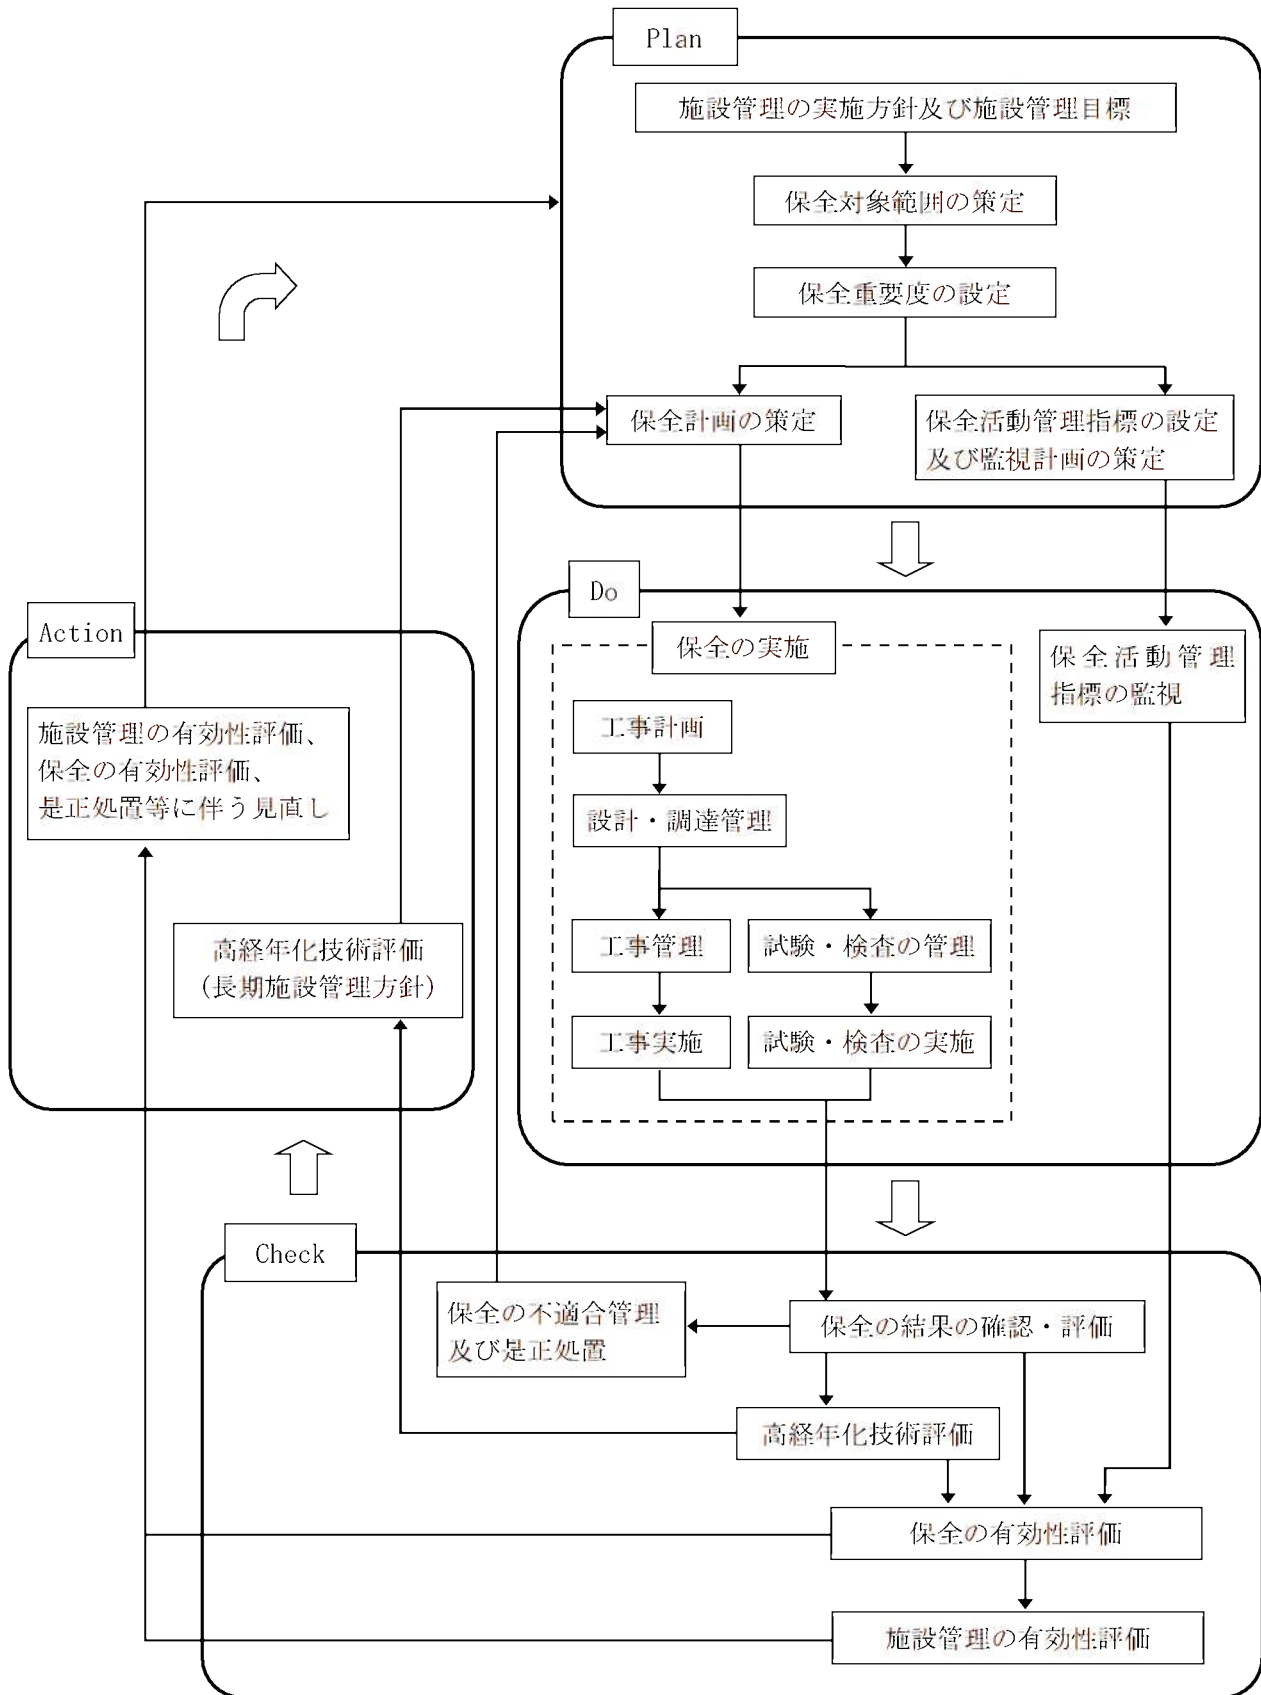 Plan
施設管理の実施方針及び施設管理目標
保全対象範囲の策定
保全重要度の設定
保全計画の策定
保全活動管理指標の設定
及び監視計画の策定
Do
保全の実施
保全活動管理
指標の監視
工事計画
設計・調達管理
工事管理
試験・検査の管理
工事実施
試験・検査の実施
Action
施設管理の有効性評価、
保全の有効性評価、
是正処置等に伴う見直し
高経年化技術評価
(長期施設管理方針)
Check
保全の不適合管理
及び是正処置
保全の結果の確認・評価
高経年化技術評価
保全の有効性評価
施設管理の有効性評価